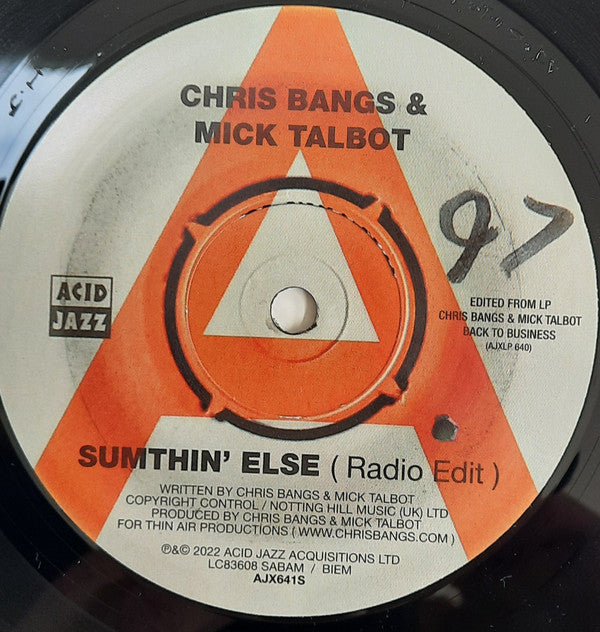 CHRIS BANGS &
MICK TALBOT
97
ACID
JAZZ
EDITED FROM LP
CHRIS BANGS & MICK TALBOT
BACK TO BUSINESS
(AJXLP 640)
SUMTHIN' ELSE ( Radio Edit )
WRITTEN BY CHRIS BANGS & MICK TALBOT
COPYRIGHT CONTROL / NOTTING HILL MUSIC (UK) LTD
PRODUCED BY CHRIS BANGS & MICK TALBOT
FOR THIN AIR PRODUCTIONS ( WWW.CHRISBANGS.COM )
℗&© 2022 ACID JAZZ ACQUISITIONS LTD
LC83608 SABAM / BIEM
AJX641S